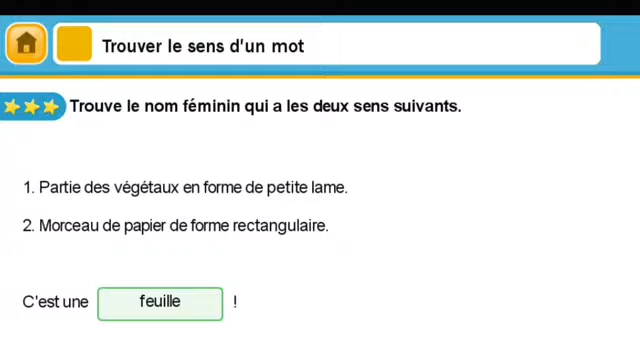 Trouver le sens d'un mot
Trouve le nom féminin qui a les deux sens suivants.
1. Partie des végétaux en forme de petite lame.
2. Morceau de papier de forme rectangulaire.
C'est une feuille !